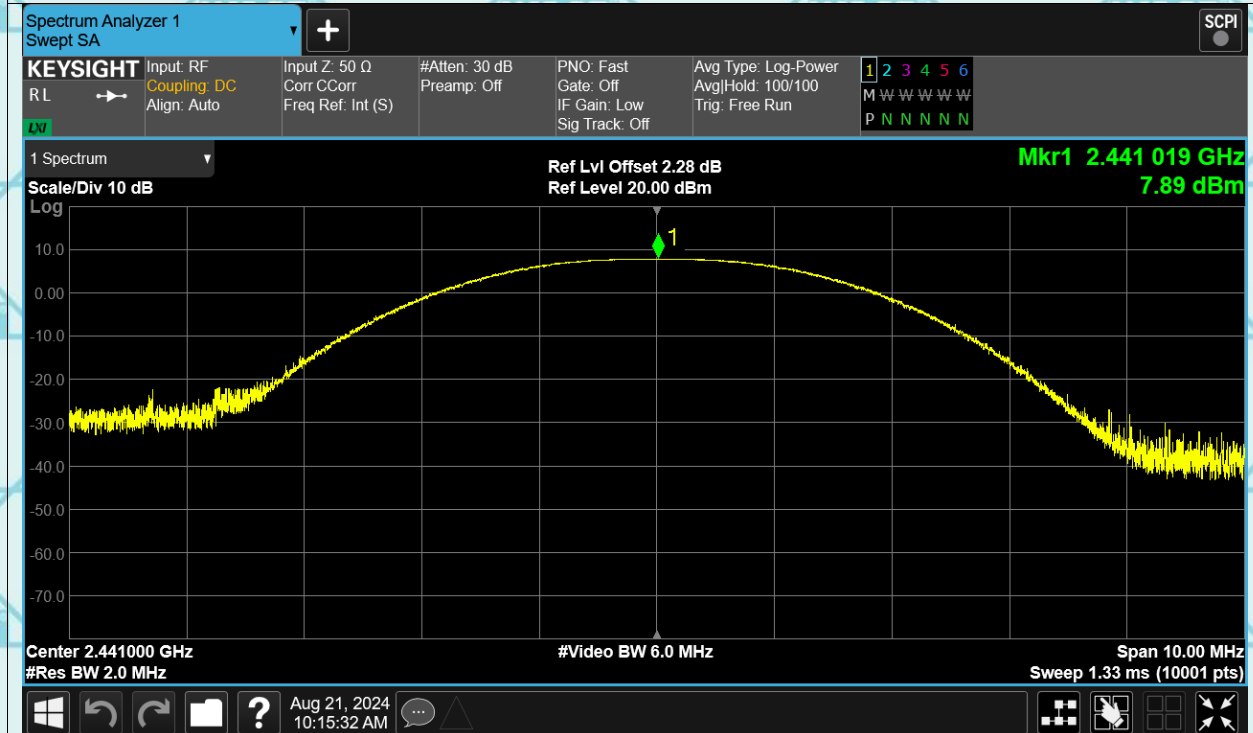 Spectrum Analyzer 1
Swept SA
+
SCPI
KEYSIGHT
RL
LXI
Input: RF
Coupling: DC
Align: Auto
Input Z: 50 Ω
Corr CCorr
Freq Ref: Int (S)
#Atten: 30 dB
Preamp: Off
PNO: Fast
Gate: Off
IF Gain: Low
Sig Track: Off
Avg Type: Log-Power
Avg|Hold: 100/100
Trig: Free Run
1 2 3 4 5 6
M W W W W W
P N N N N N
1 Spectrum
Scale/Div 10 dB
Log
Ref Lvl Offset 2.28 dB
Ref Level 20.00 dBm
Mkr1 2.441 019 GHz
7.89 dBm
1
10.0
0.00
-10.0
-20.0
-30.0
-40.0
-50.0
-60.0
-70.0
Center 2.441000 GHz
#Res BW 2.0 MHz
#Video BW 6.0 MHz
Span 10.00 MHz
Sweep 1.33 ms (10001 pts)
?
Aug 21, 2024
10:15:32 AM